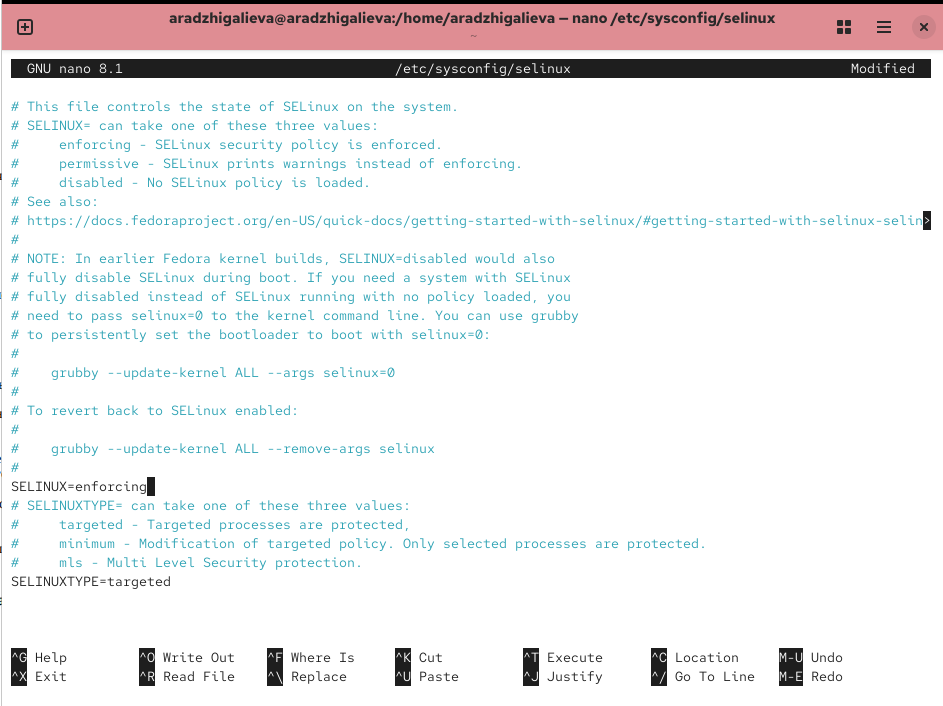 aradzhigalieva@aradzhigalieva:/home/aradzhigalieva — nano /etc/sysconfig/selinux
~
GNU nano 8.1 /etc/sysconfig/selinux Modified
# This file controls the state of SELinux on the system.
# SELINUX= can take one of these three values:
#     enforcing - SELinux security policy is enforced.
#     permissive - SELinux prints warnings instead of enforcing.
#     disabled - No SELinux policy is loaded.
# See also:
# https://docs.fedoraproject.org/en-US/quick-docs/getting-started-with-selinux/#getting-started-with-selinux-selin>
#
# NOTE: In earlier Fedora kernel builds, SELINUX=disabled would also
# fully disable SELinux during boot. If you need a system with SELinux
# fully disabled instead of SELinux running with no policy loaded, you
# need to pass selinux=0 to the kernel command line. You can use grubby
# to persistently set the bootloader to boot with selinux=0:
#
#    grubby --update-kernel ALL --args selinux=0
#
# To revert back to SELinux enabled:
#
#    grubby --update-kernel ALL --remove-args selinux
#
SELINUX=enforcing
# SELINUXTYPE= can take one of these three values:
#     targeted - Targeted processes are protected,
#     minimum - Modification of targeted policy. Only selected processes are protected.
#     mls - Multi Level Security protection.
SELINUXTYPE=targeted
^G Help ^O Write Out ^F Where Is ^K Cut ^T Execute ^C Location M-U Undo
^X Exit ^R Read File ^\ Replace ^U Paste ^J Justify ^/ Go To Line M-E Redo